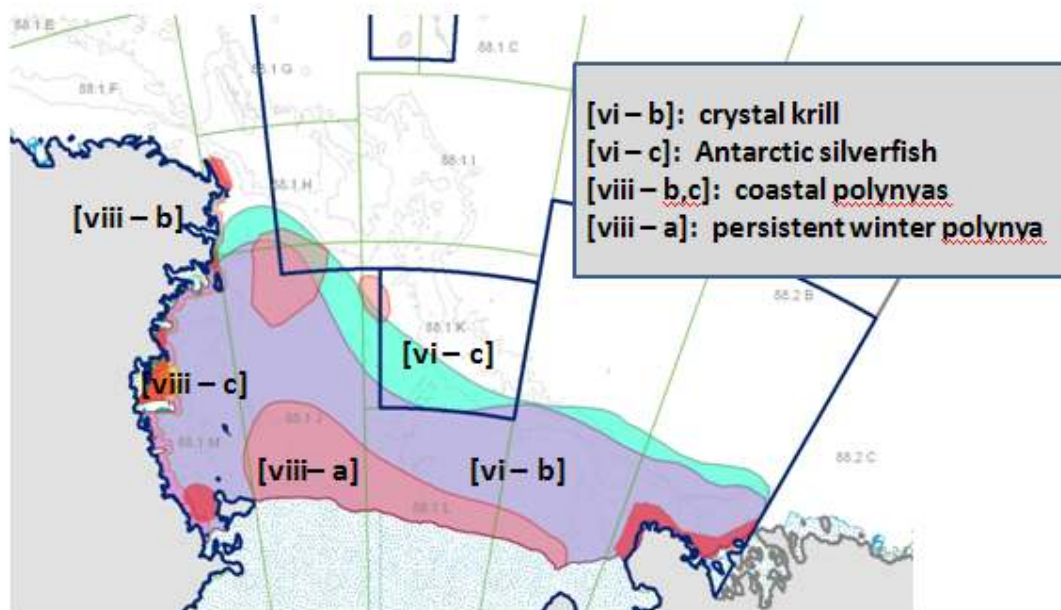 88.1 E
88.1 F
88.1 G
88.1 C
[vi – b]: crystal krill
[vi – c]: Antarctic silverfish
[viii – b,c]: coastal polynyas
[viii – a]: persistent winter polynya
88.1 I
88.1 H
[viii – b]
88.2 B
88.1 K
[vi – c]
[viii – c]
88.1 J
88.1 M
[viii– a]
[vi – b]
88.2 C
88.1 L